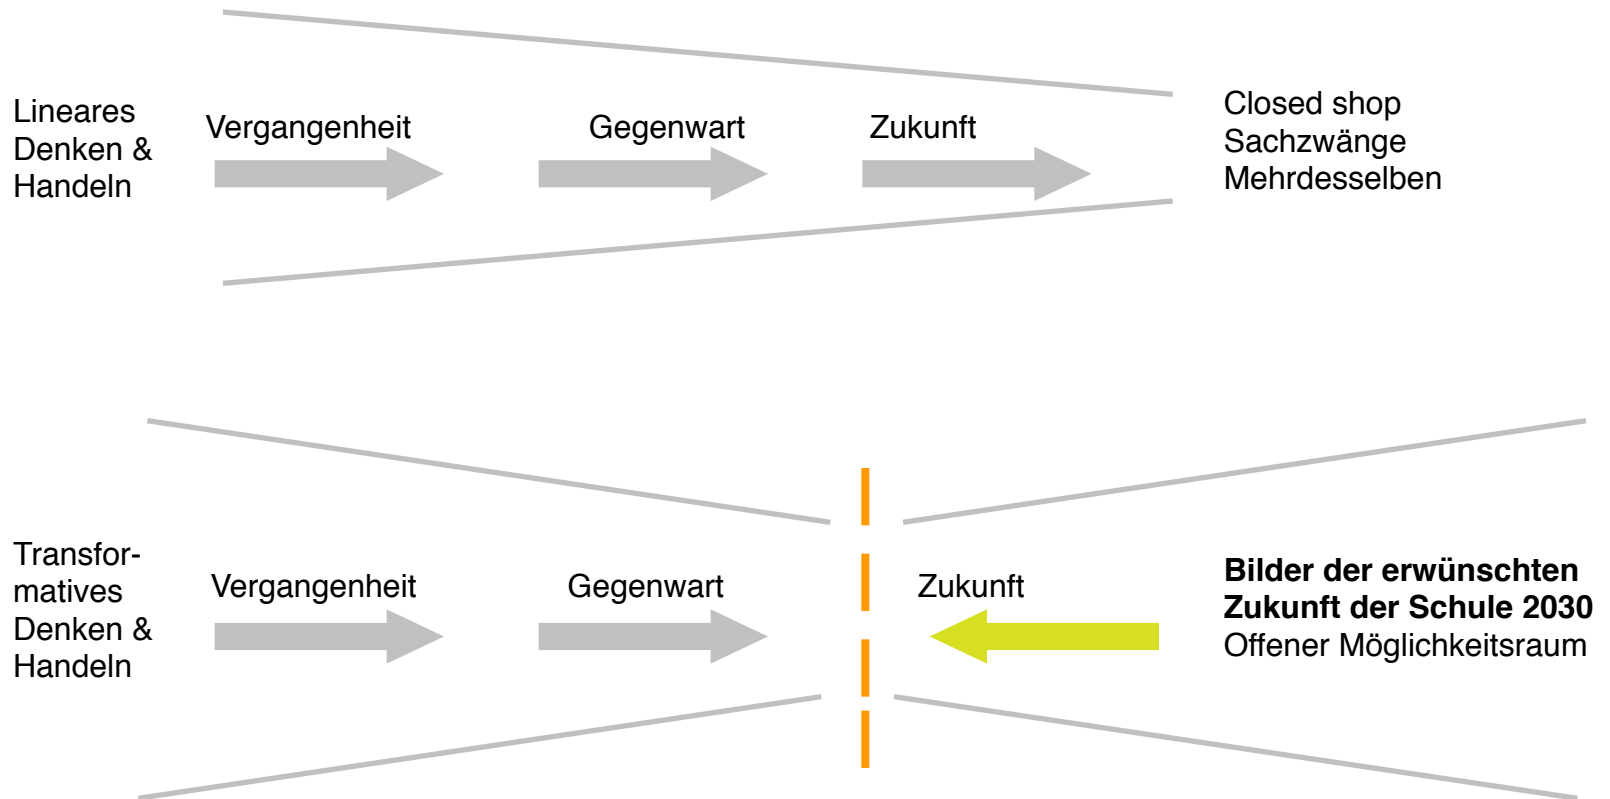 Lineares
Denken &
Handeln
Vergangenheit
Gegenwart
Zukunft
Closed shop
Sachzwänge
Mehrdesselben
Transfor-
matives
Denken &
Handeln
Vergangenheit
Gegenwart
Zukunft
Bilder der erwünschten
Zukunft der Schule 2030
Offener Möglichkeitsraum